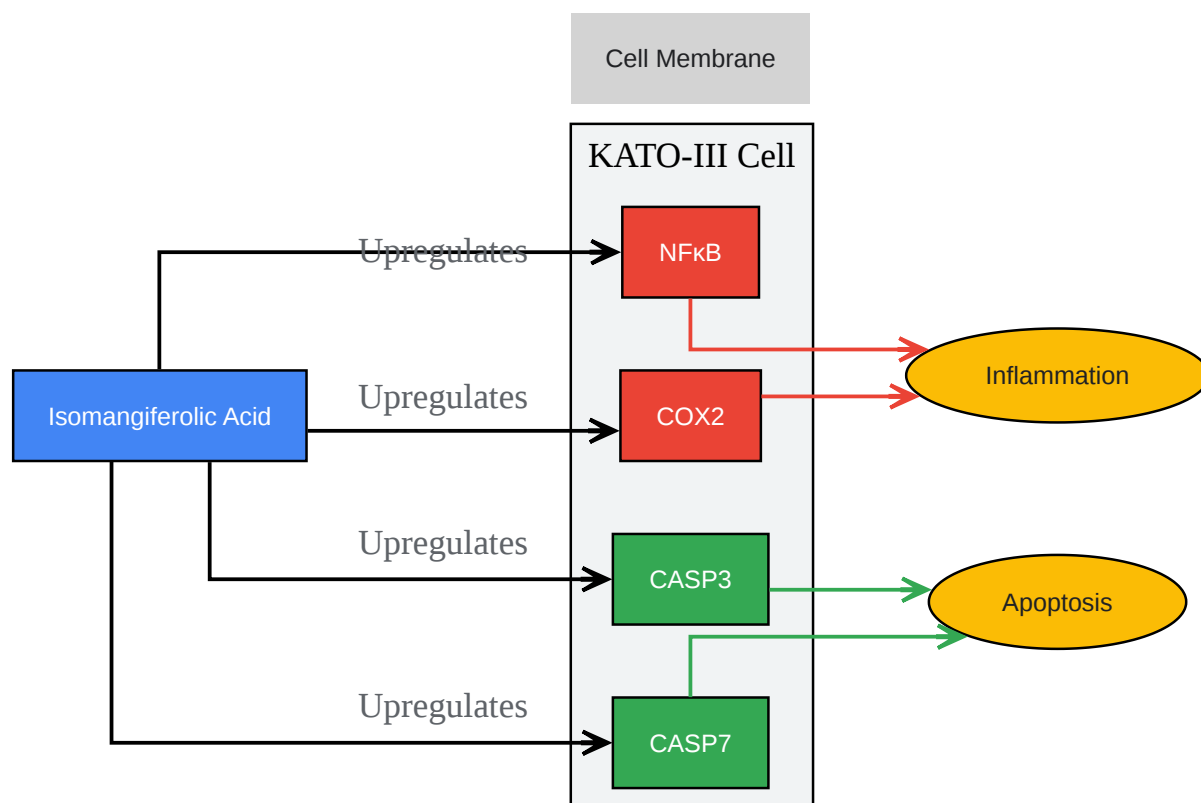 Cell Membrane
KATO-III Cell
Upregulates
NFκB
Inflammation
Isomangiferolic Acid
Upregulates
COX2
Upregulates
CASP3
Apoptosis
Upregulates
CASP7